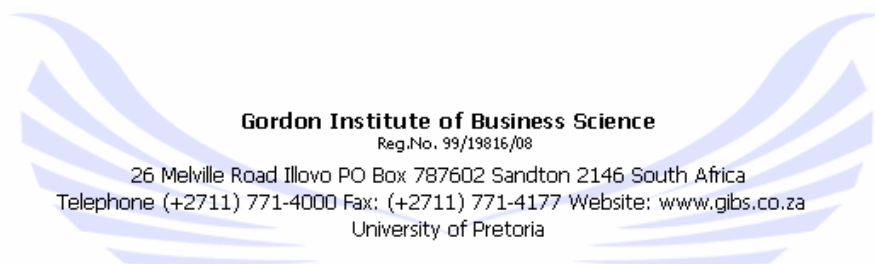 Gordon Institute of Business Science
Reg.No. 99/19816/08
26 Melville Road Illovo PO Box 787602 Sandton 2146 South Africa
Telephone (+2711) 771-4000 Fax: (+2711) 771-4177 Website: www.gibs.co.za
University of Pretoria